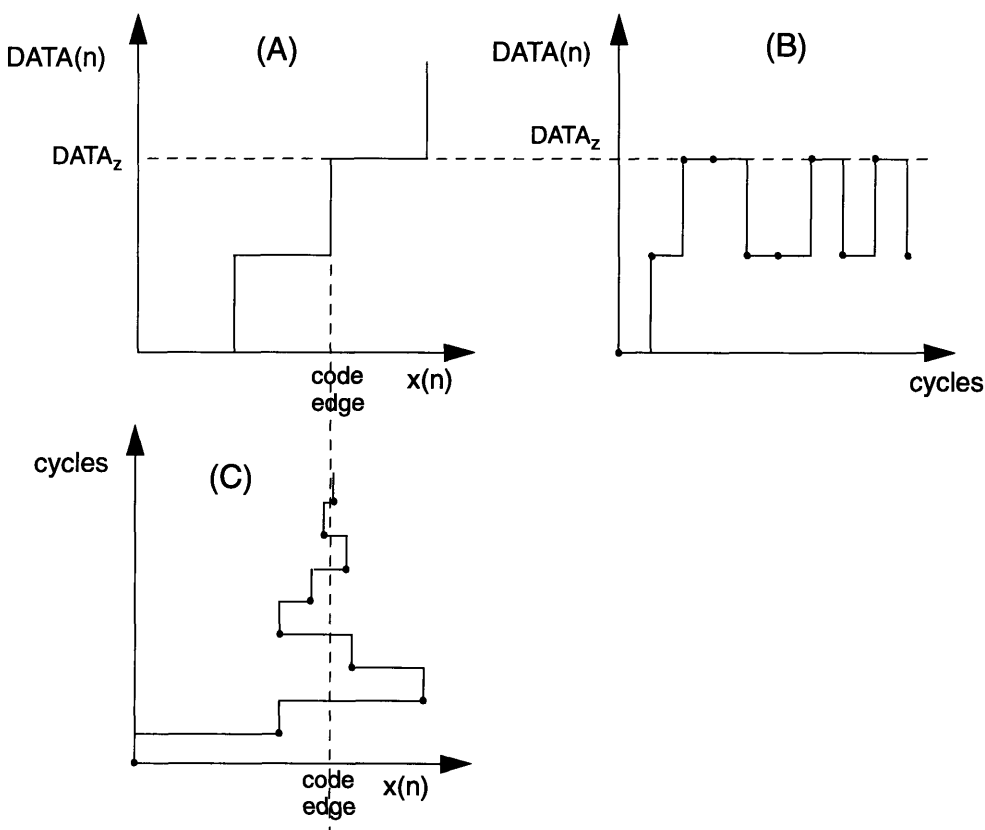 DATA(n)
(A)
DATAz
code
edge
x(n)
DATA(n)
(B)
DATAz
cycles
cycles
(C)
code
edge
x(n)